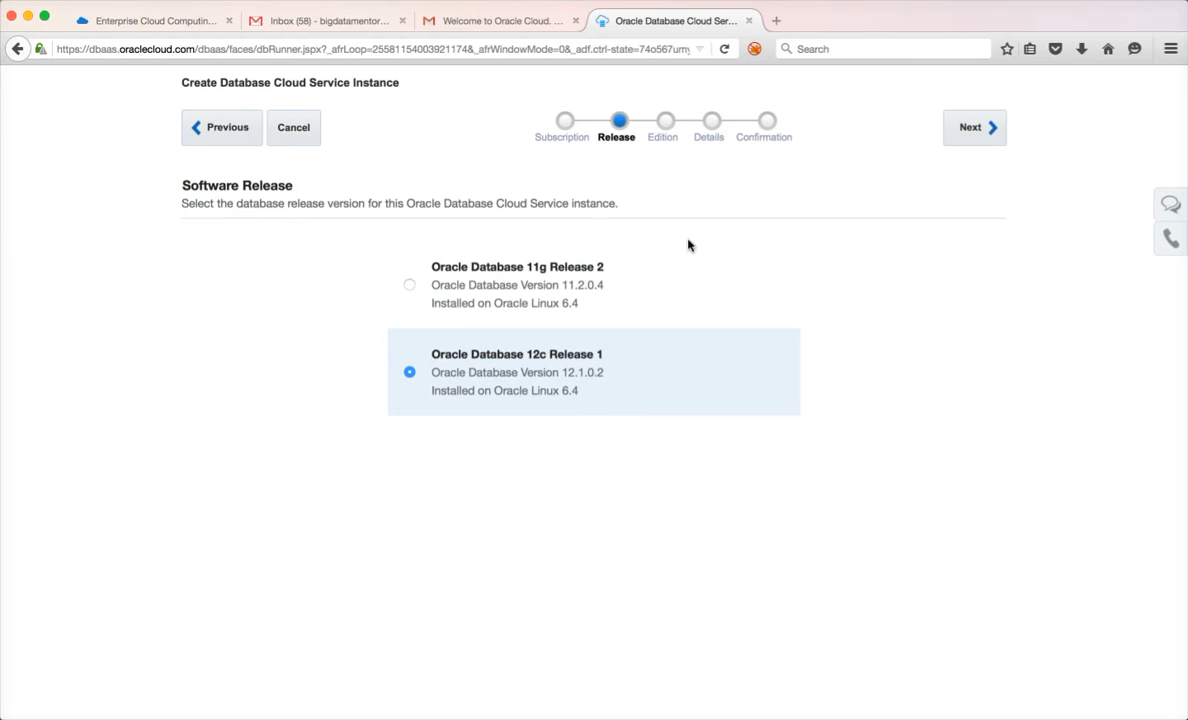 Enterprise Cloud Computin...
Inbox (58) - bigdatamentor...
Welcome to Oracle Cloud. ...
Oracle Database Cloud Ser...
https://dbaas.oraclecloud.com/dbaas/faces/dbRunner.jspx?_afrLoop=255811540039211​74&_afrWindowMode=0&_adf.ctrl-state=74o567umy
Search
Create Database Cloud Service Instance
Previous
Cancel
Subscription
Release
Edition
Details
Confirmation
Next
Software Release
Select the database release version for this Oracle Database Cloud Service instance.
Oracle Database 11g Release 2
Oracle Database Version 11.2.0.4
Installed on Oracle Linux 6.4
Oracle Database 12c Release 1
Oracle Database Version 12.1.0.2
Installed on Oracle Linux 6.4